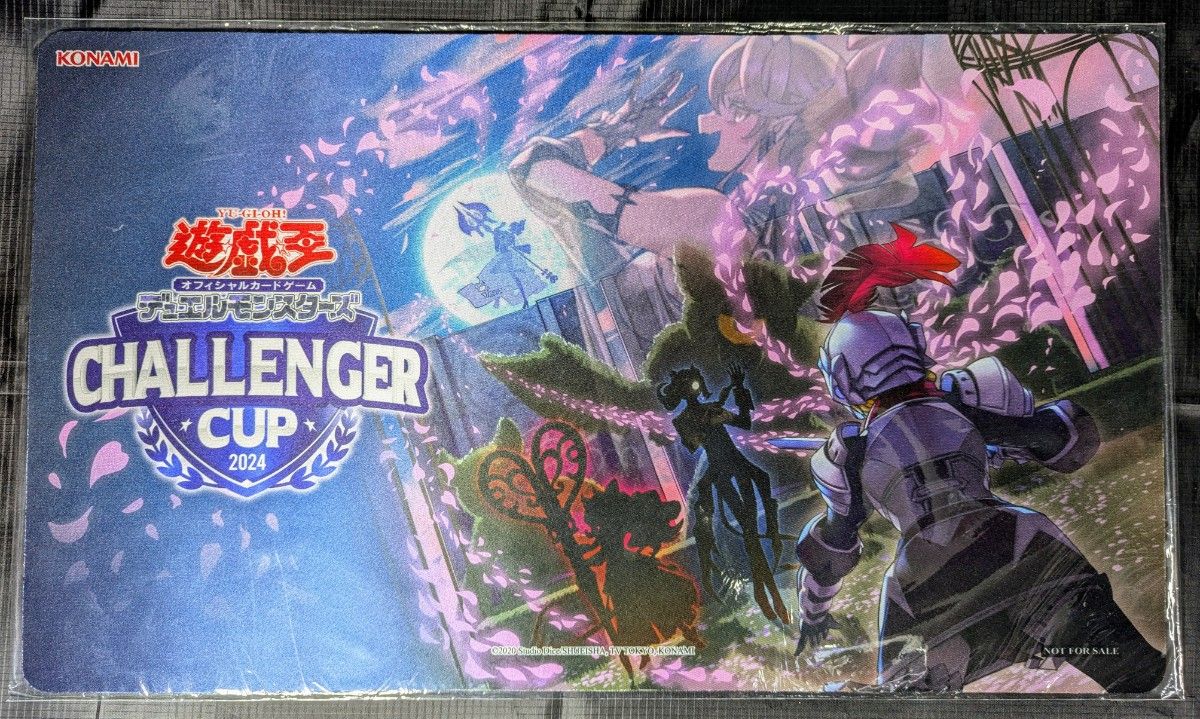 KONAMI
YU-GI-OH!
遊戯王
オフィシャルカードゲーム
デュエルモンスターズ
CHALLENGER
CUP
2024
©2020 Studio Dice/SHUEISHA, TV TOKYO, KONAMI
NOT FOR SALE